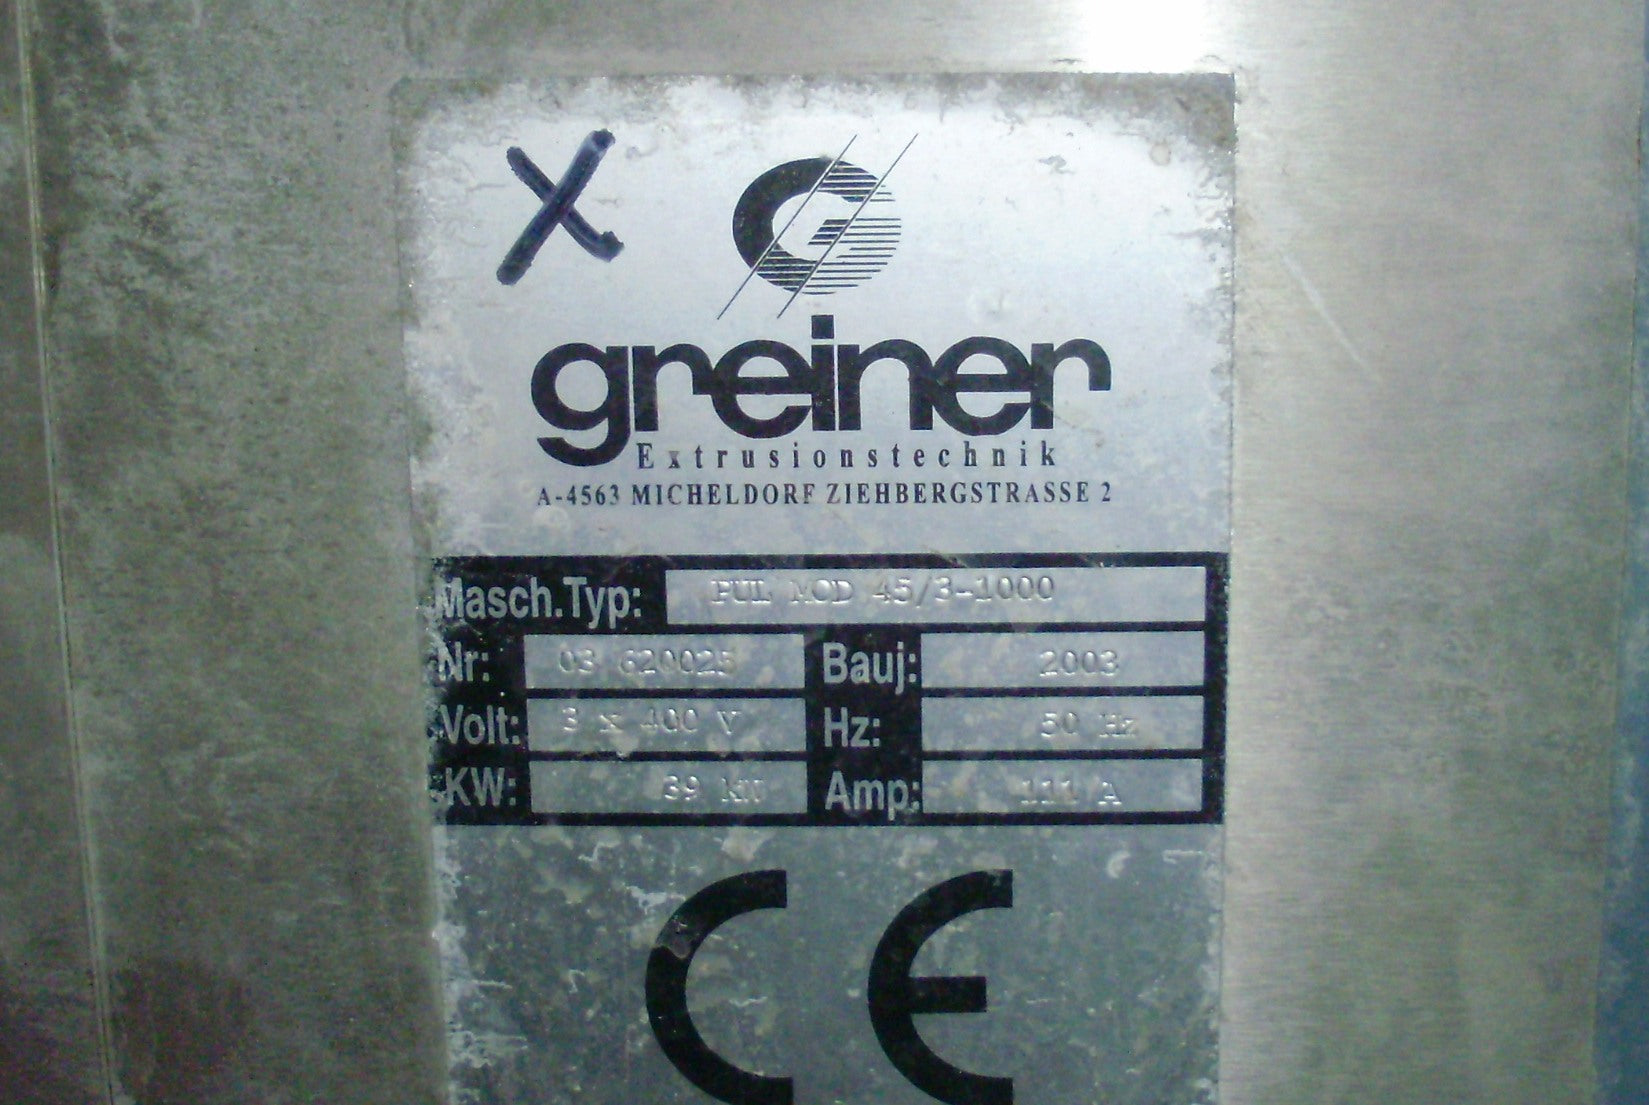 X
G
greiner
Extrusionstechnik
A-4563 MICHELDORF ZIEHBERGSTRASSE 2
Masch.Typ: PUL MOD 45/3-1000
Nr: 03 620025 Bauj: 2003
Volt: 3 x 400 V Hz: 50 Hz
KW: 39 KW Amp: 111 A
CE